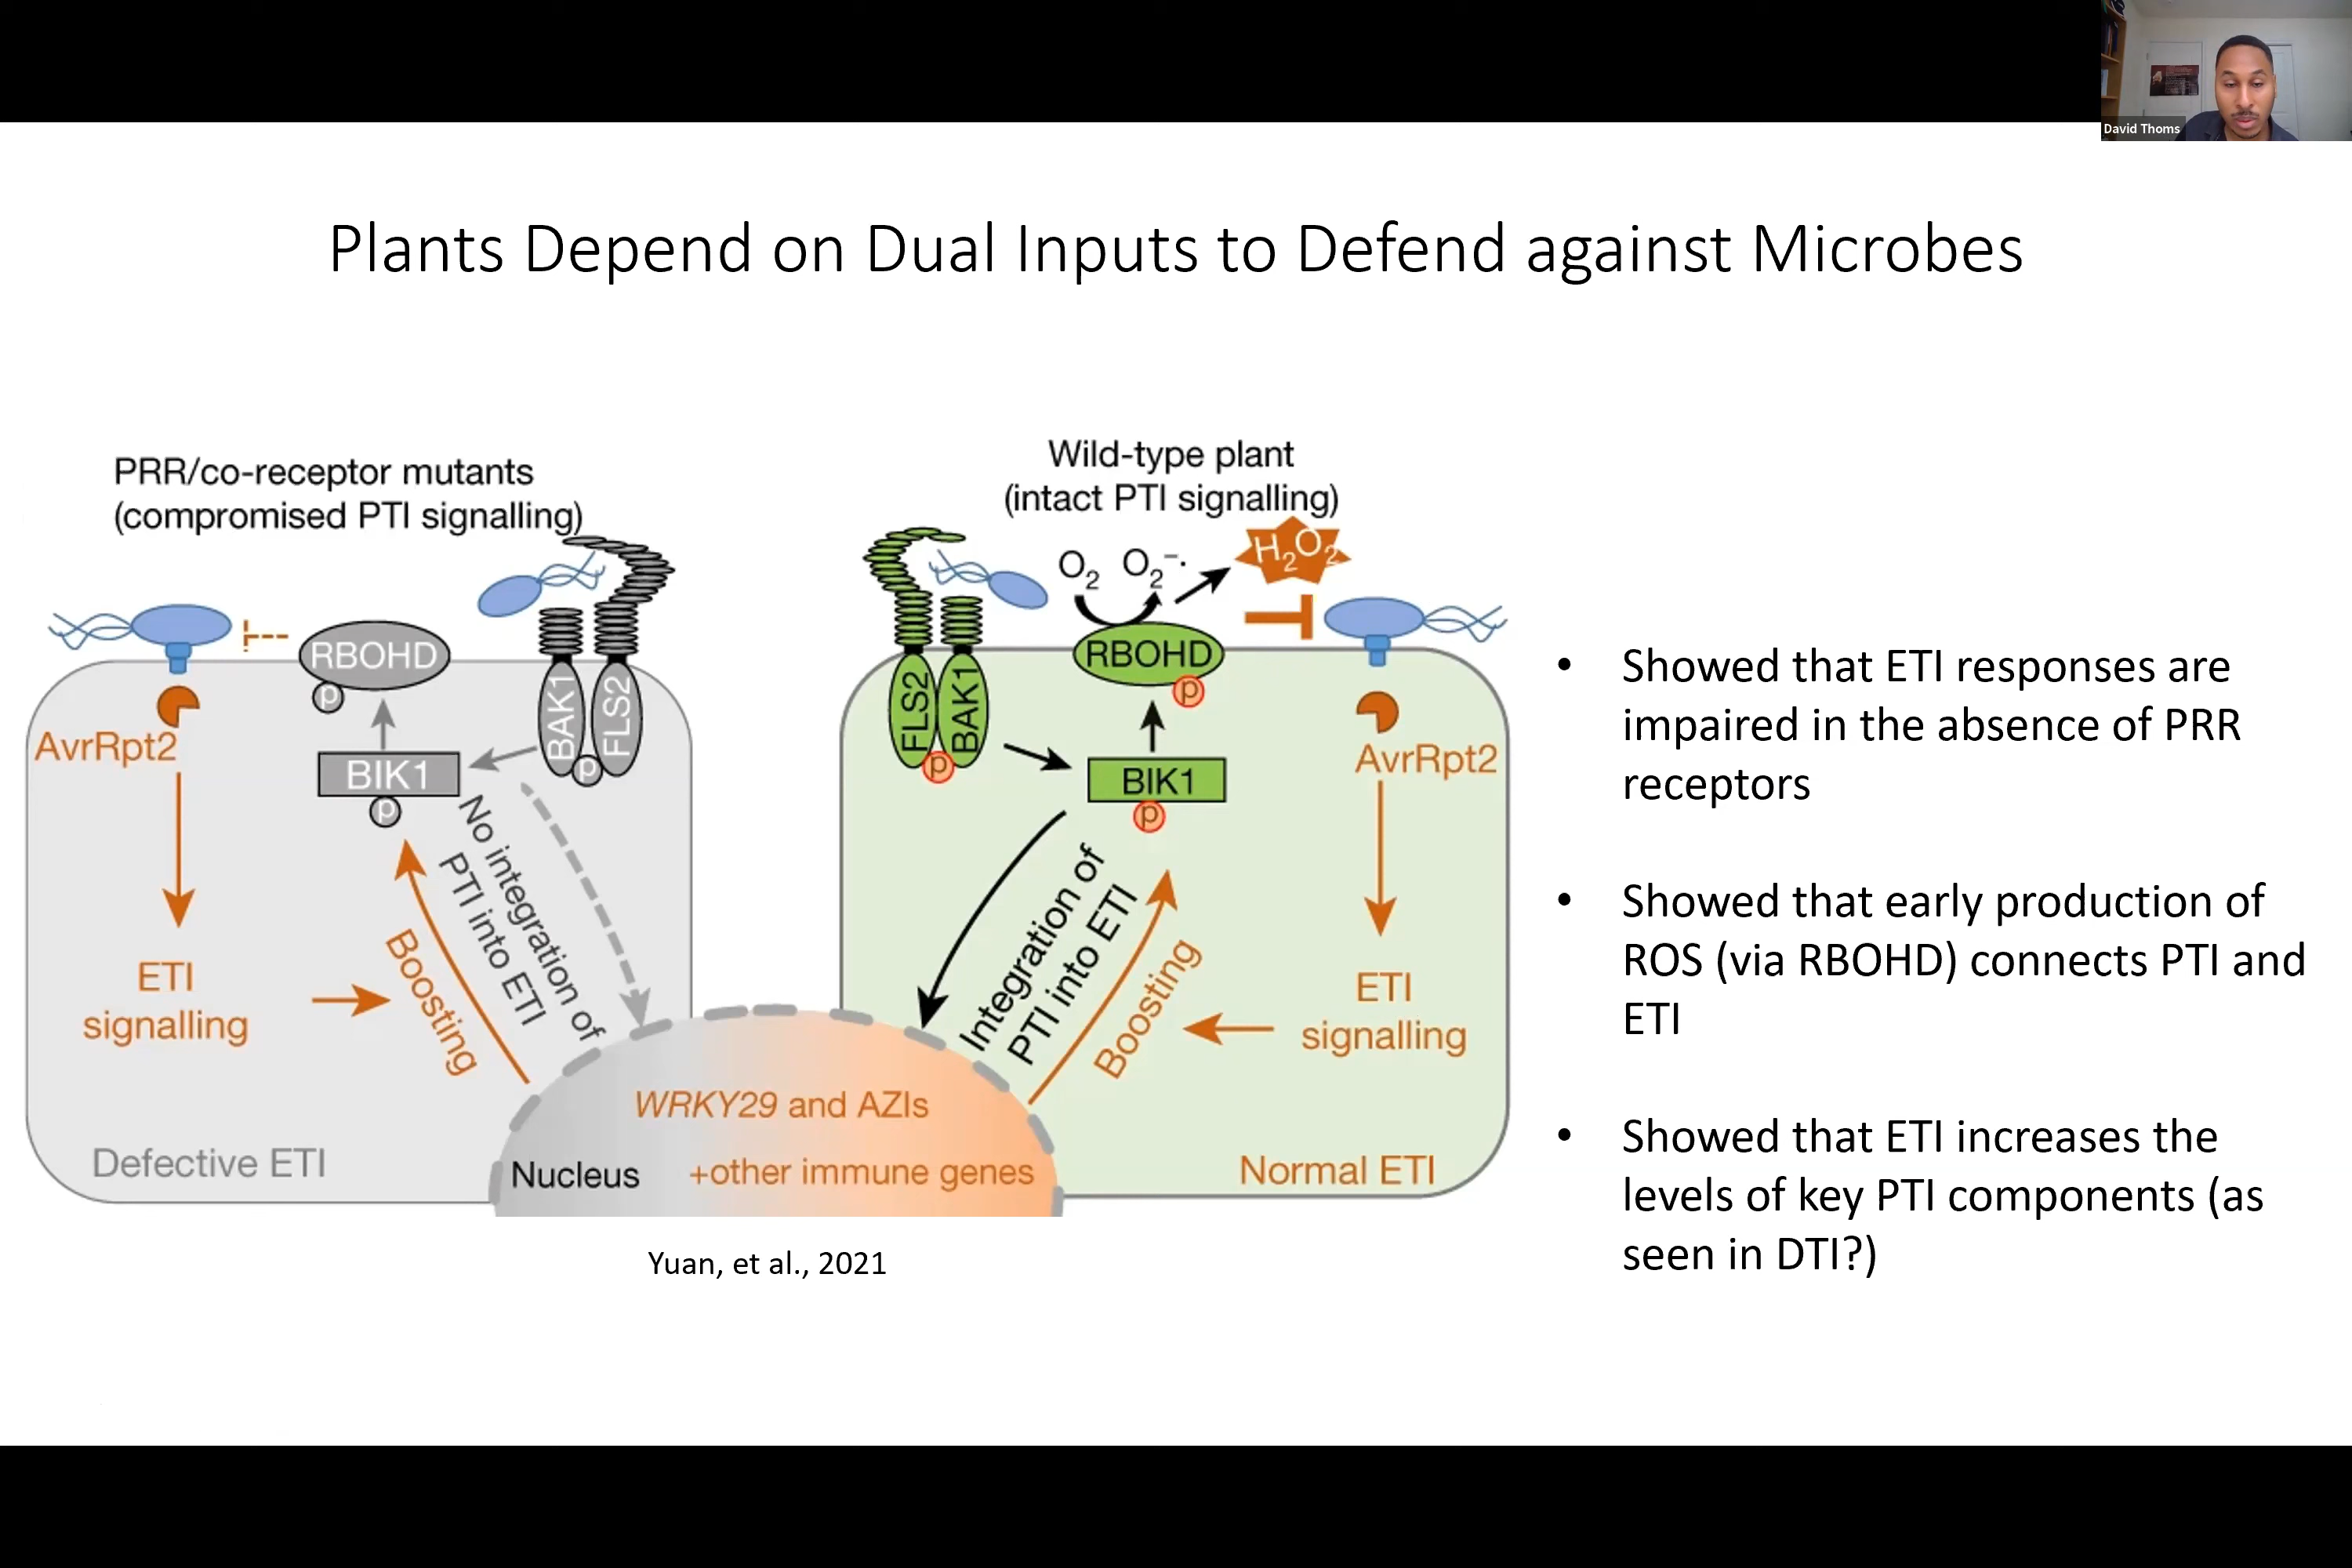 David Thoms
Plants Depend on Dual Inputs to Defend against Microbes
PRR/co-receptor mutants
(compromised PTI signalling)
RBOHD
p
BAK1
FLS2
p
BIK1
p
AvrRpt2
ETI
signalling
Boosting
No integration of
PTI into ETI
Defective ETI
Wild-type plant
(intact PTI signalling)
O2 O2−·
H2O2
RBOHD
p
FLS2
BAK1
p
BIK1
p
AvrRpt2
Integration of
PTI into ETI
Boosting
ETI
signalling
Normal ETI
WRKY29 and AZIs
Nucleus +other immune genes
Yuan, et al., 2021
• Showed that ETI responses are
impaired in the absence of PRR
receptors
• Showed that early production of
ROS (via RBOHD) connects PTI and
ETI
• Showed that ETI increases the
levels of key PTI components (as
seen in DTI?)